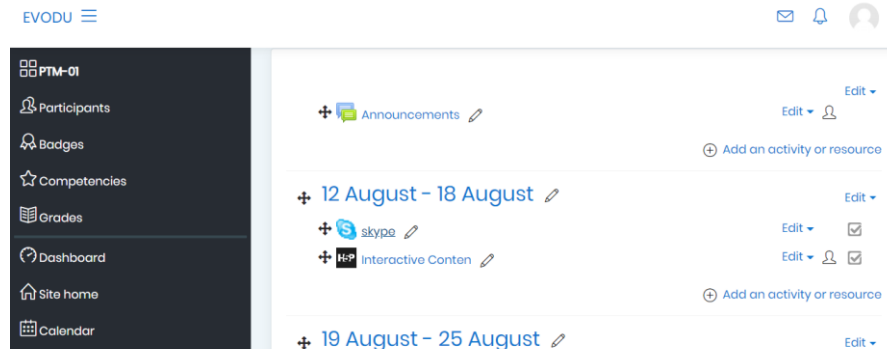 EVODU
PTM-01
Participants
Badges
Competencies
Grades
Dashboard
Site home
Calendar
Edit
Announcements
Edit
Add an activity or resource
12 August - 18 August
Edit
skype
Edit
H-P
Interactive Conten
Edit
Add an activity or resource
19 August - 25 August
Edit